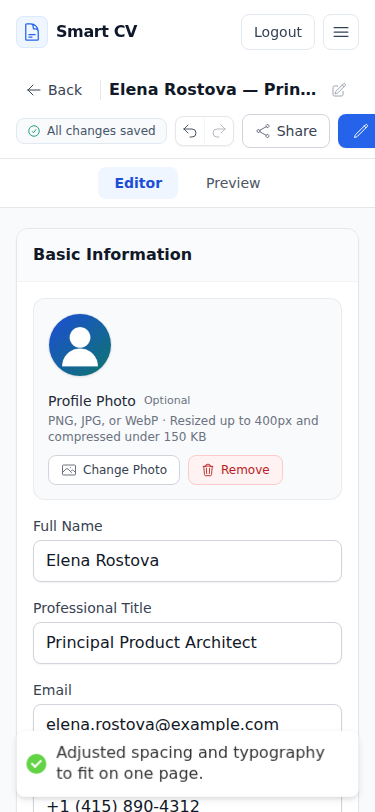 Smart CV
Logout
Back
Elena Rostova — Prin...
All changes saved
Share
Editor
Preview
Basic Information
Profile Photo Optional
PNG, JPG, or WebP · Resized up to 400px and
compressed under 150 KB
Change Photo
Remove
Full Name
Elena Rostova
Professional Title
Principal Product Architect
Email
elena.rostova@example.com
Adjusted spacing and typography
to fit on one page.
+1 (415) 890-4312